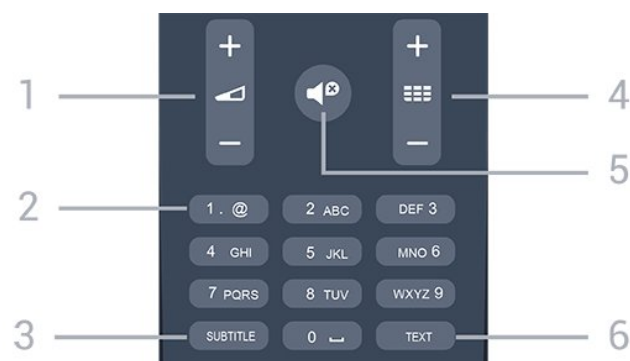 + +
1 4
- -
5
2 1 . @ 2 ABC DEF 3
4 GHI 5 JKL MNO 6
7 PQRS 8 TUV WXYZ 9
3 SUBTITLE 0 ⎵ TEXT 6